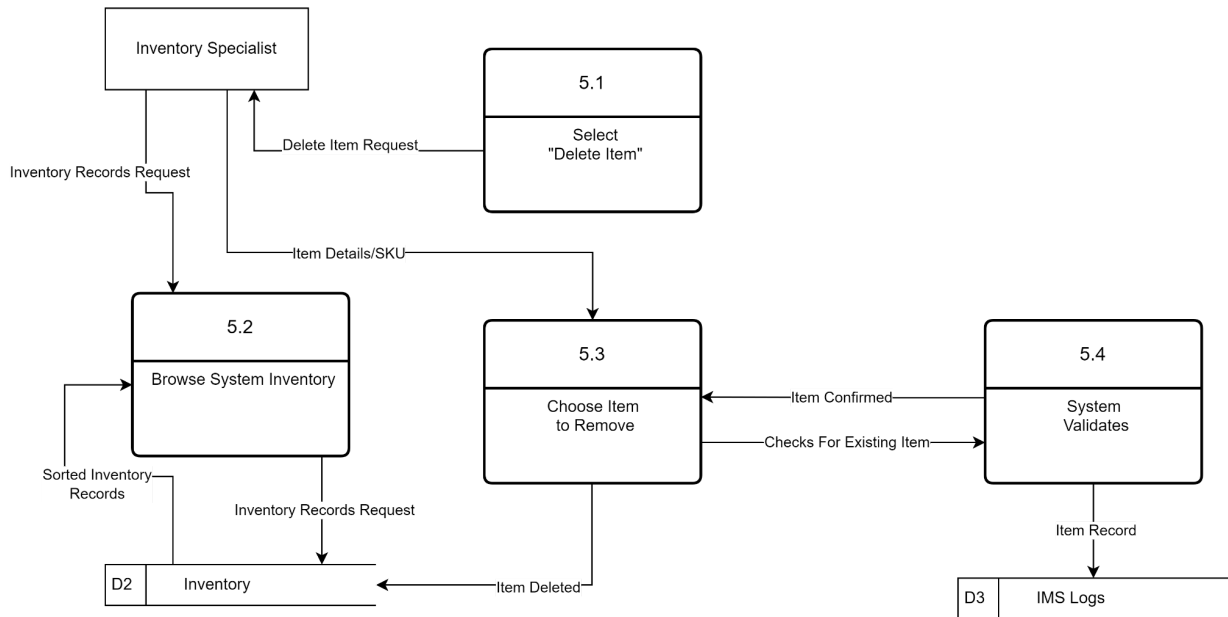 Inventory Specialist
5.1
Select
"Delete Item"
Delete Item Request
Inventory Records Request
Item Details/SKU
5.2
Browse System Inventory
5.3
Choose Item
to Remove
5.4
System
Validates
Item Confirmed
Checks For Existing Item
Sorted Inventory
Records
Inventory Records Request
Item Record
D2
Inventory
Item Deleted
D3
IMS Logs